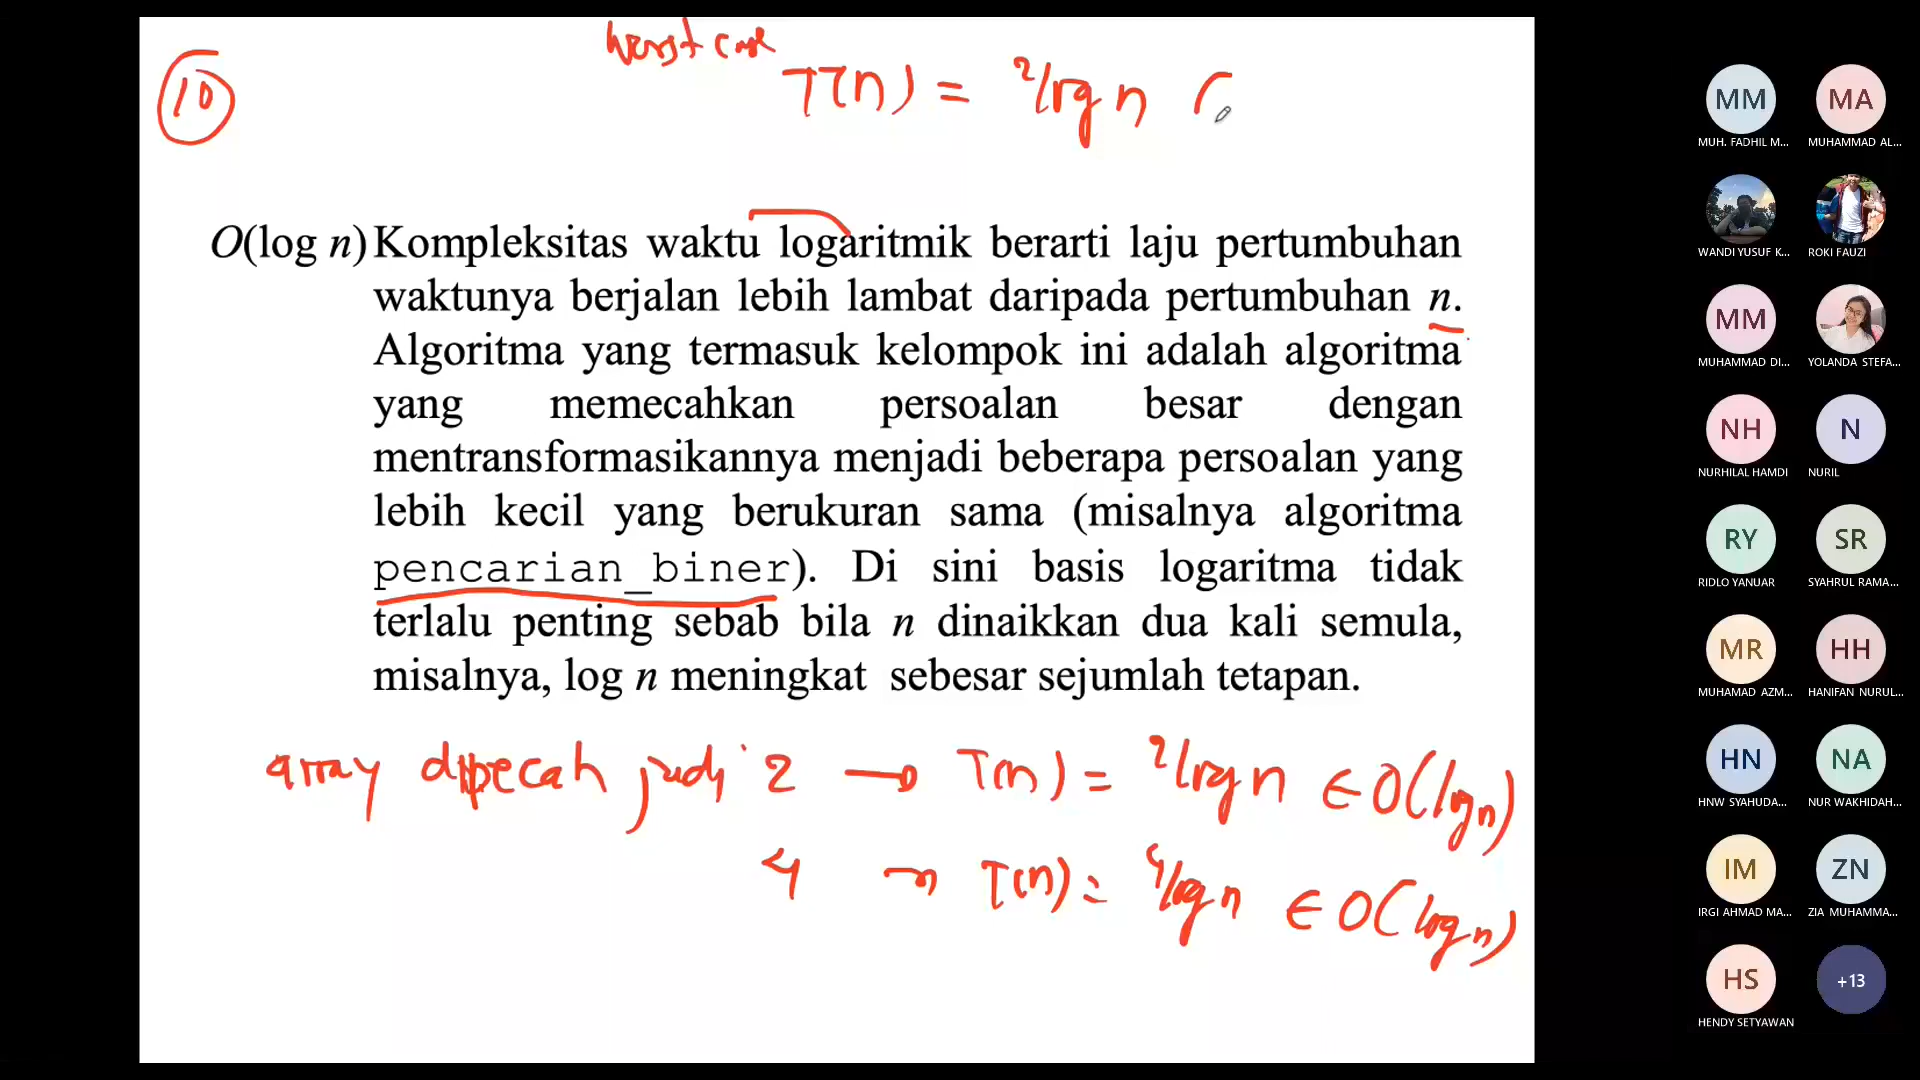 worst case
10
T(n) = ²log n (
O(log n) Kompleksitas waktu logaritmik berarti laju pertumbuhan
waktunya berjalan lebih lambat daripada pertumbuhan n.
Algoritma yang termasuk kelompok ini adalah algoritma
yang memecahkan persoalan besar dengan
mentransformasikannya menjadi beberapa persoalan yang
lebih kecil yang berukuran sama (misalnya algoritma
pencarian_biner). Di sini basis logaritma tidak
terlalu penting sebab bila n dinaikkan dua kali semula,
misalnya, log n meningkat sebesar sejumlah tetapan.
array dipecah jadi 2 → T(n) = ²log n ∈ O(log n)
4 → T(n) = ⁴log n ∈ O(log n)
MM
MA
MUH. FADHIL M...
MUHAMMAD AL...
WANDI YUSUF K...
ROKI FAUZI
MM
MUHAMMAD DI...
YOLANDA STEFA...
NH
N
NURHILAL HAMDI
NURIL
RY
SR
RIDLO YANUAR
SYAHRUL RAMA...
MR
HH
MUHAMAD AZM...
HANIFAN NURUL...
HN
NA
HNW SYAHUDA...
NUR WAKHIDAH...
IM
ZN
IRGI AHMAD MA...
ZIA MUHAMMA...
HS
+13
HENDY SETYAWAN